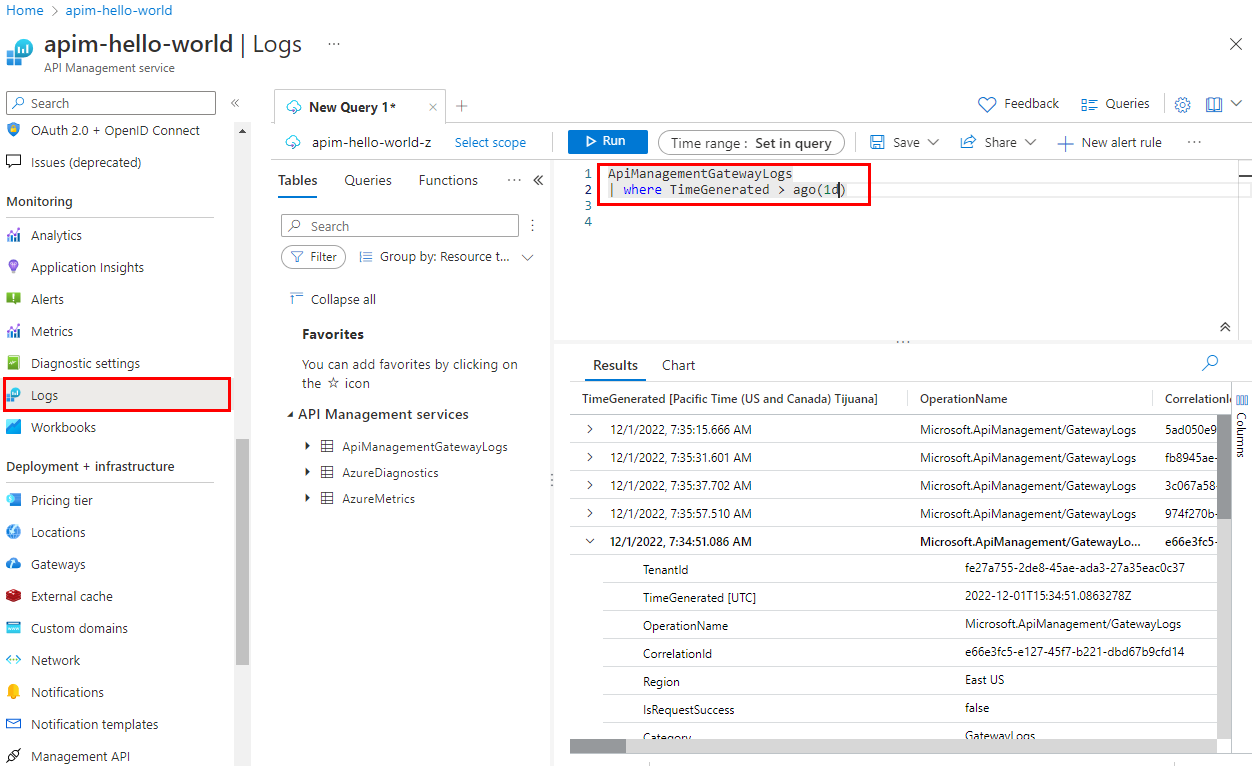 Home > apim-hello-world
apim-hello-world | Logs ...
API Management service
Search
«
OAuth 2.0 + OpenID Connect
Issues (deprecated)
Monitoring
Analytics
Application Insights
Alerts
Metrics
Diagnostic settings
Logs
Workbooks
Deployment + infrastructure
Pricing tier
Locations
Gateways
External cache
Custom domains
Network
Notifications
Notification templates
Management API
New Query 1*
Feedback
Queries
apim-hello-world-z
Select scope
Run
Time range : Set in query
Save
Share
New alert rule
...
Tables
Queries
Functions
...
«
Search
Filter
Group by: Resource t...
Collapse all
Favorites
You can add favorites by clicking on
the ☆ icon
API Management services
ApiManagementGatewayLogs
AzureDiagnostics
AzureMetrics
1 ApiManagementGatewayLogs
2 | where TimeGenerated > ago(1d)
3
4
Results
Chart
TimeGenerated [Pacific Time (US and Canada) Tijuana] OperationName CorrelationId
12/1/2022, 7:35:15.666 AM Microsoft.ApiManagement/GatewayLogs 5ad050e9
12/1/2022, 7:35:31.601 AM Microsoft.ApiManagement/GatewayLogs fb8945ae-
12/1/2022, 7:35:37.702 AM Microsoft.ApiManagement/GatewayLogs 3c067a58-
12/1/2022, 7:35:57.510 AM Microsoft.ApiManagement/GatewayLogs 974f270b-
12/1/2022, 7:34:51.086 AM Microsoft.ApiManagement/GatewayLo... e66e3fc5-
TenantId fe27a755-2de8-45ae-ada3-27a35eac0c37
TimeGenerated [UTC] 2022-12-01T15:34:51.0863278Z
OperationName Microsoft.ApiManagement/GatewayLogs
CorrelationId e66e3fc5-e127-45f7-b221-dbd67b9cfd14
Region East US
IsRequestSuccess false
Category GatewayLogs
Columns